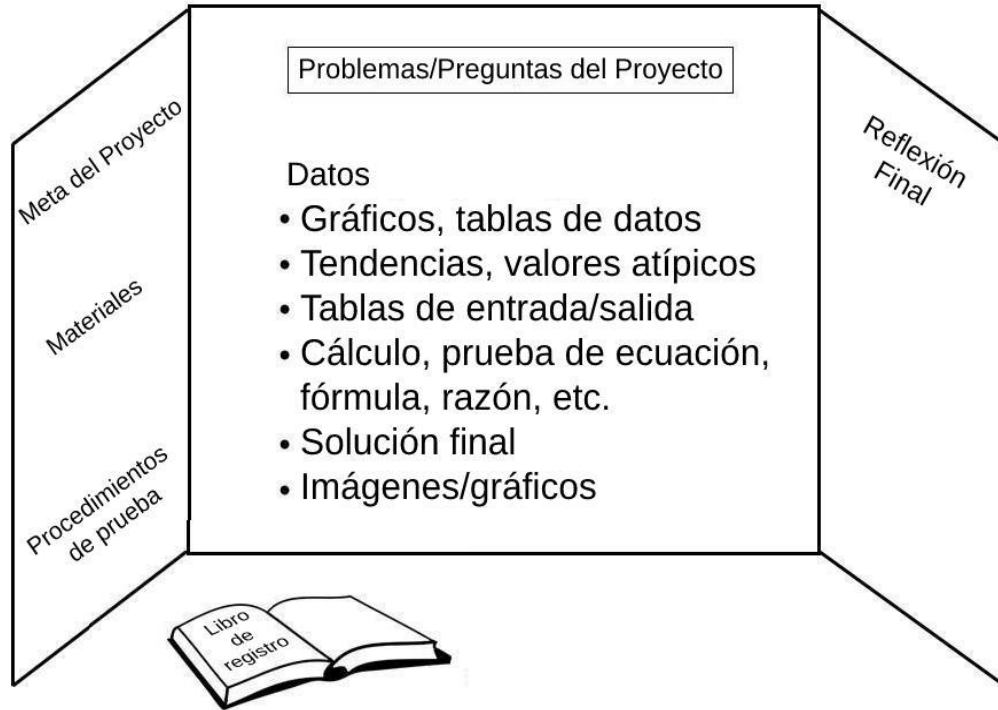 Problemas/Preguntas del Proyecto
Meta del Proyecto
Materiales
Procedimientos
de prueba
Datos
• Gráficos, tablas de datos
• Tendencias, valores atípicos
• Tablas de entrada/salida
• Cálculo, prueba de ecuación,
fórmula, razón, etc.
• Solución final
• Imágenes/gráficos
Reflexión
Final
Libro
de
registro